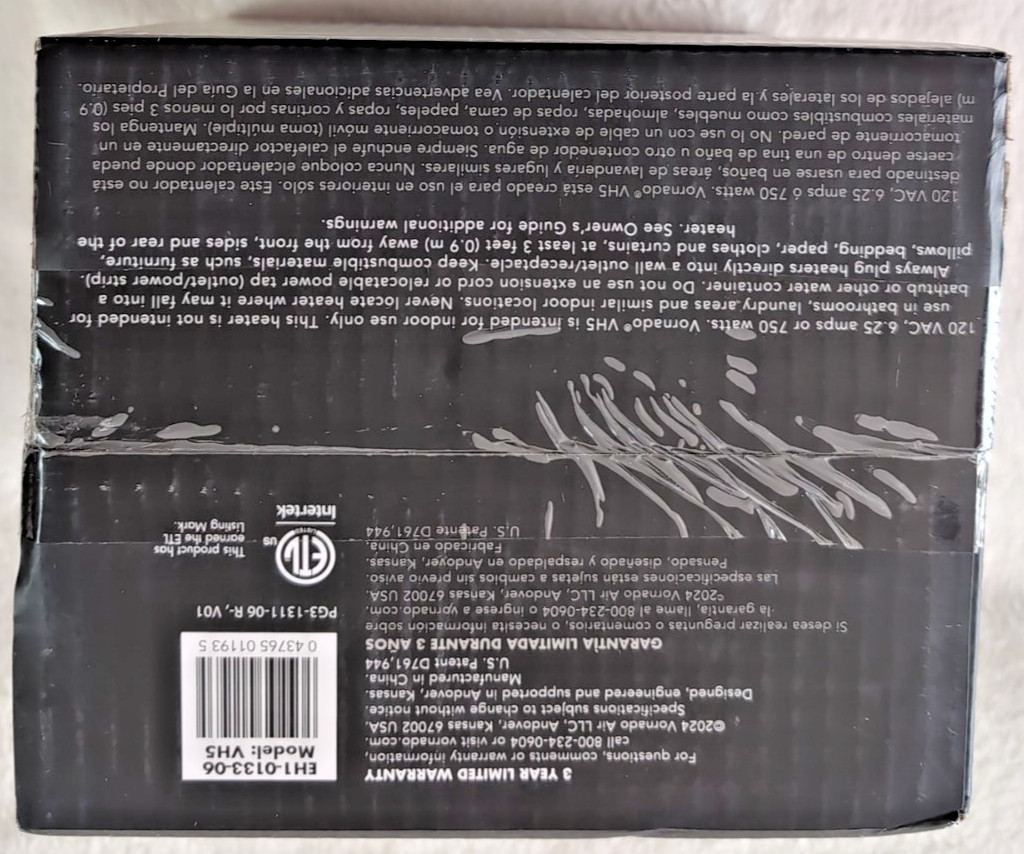 3 YEAR LIMITED WARRANTY
For questions, comments or warranty information,
call 800-234-0604 or visit vornado.com.
©2024 Vornado Air LLC, Andover, Kansas 67002 USA.
Specifications subject to change without notice.
Designed, engineered and supported in Andover, Kansas.
Manufactured in China.
U.S. Patent D761,944
GARANTÍA LIMITADA DURANTE 3 AÑOS
Si desea realizar preguntas o comentarios, o necesita información sobre
la garantía, llame al 800-234-0604 o ingrese a vornado.com.
©2024 Vornado Air LLC, Andover, Kansas 67002 USA.
Las especificaciones están sujetas a cambios sin previo aviso.
Pensado, diseñado y respaldado en Andover, Kansas.
Fabricado en China.
U.S. Patente D761,944
EH1-0133-06
Model: VH5
0 43765 01193 5
PG3-1311-06 R-, V01
ETL
LISTED
US
Intertek
This product has
earned the ETL
Listing Mark.
120 VAC, 6.25 amps or 750 watts. Vornado® VH5 is intended for indoor use only. This heater is not intended for
use in bathrooms, laundry areas and similar indoor locations. Never locate heater where it may fall into a
bathtub or other water container. Do not use an extension cord or relocatable power tap (outlet/power strip).
Always plug heaters directly into a wall outlet/receptacle. Keep combustible materials, such as furniture,
pillows, bedding, paper, clothes and curtains, at least 3 feet (0.9 m) away from the front, sides and rear of the
heater. See Owner's Guide for additional warnings.
120 VAC, 6.25 amps ó 750 watts. Vornado® VH5 está creado para el uso en interiores sólo. Este calentador no está
destinado para usarse en baños, áreas de lavandería y lugares similares. Nunca coloque elcalentador donde pueda
caerse dentro de una tina de baño u otro contenedor de agua. Siempre enchufe el calefactor directamente en un
tomacorriente de pared. No lo use con un cable de extensión o tomacorriente móvil (toma múltiple). Mantenga los
materiales combustibles como muebles, almohadas, ropas de cama, papeles, ropas y cortinas por lo menos 3 pies (0.9
m) alejados de los laterales y la parte posterior del calentador. Vea advertencias adicionales en la Guía del Propietario.